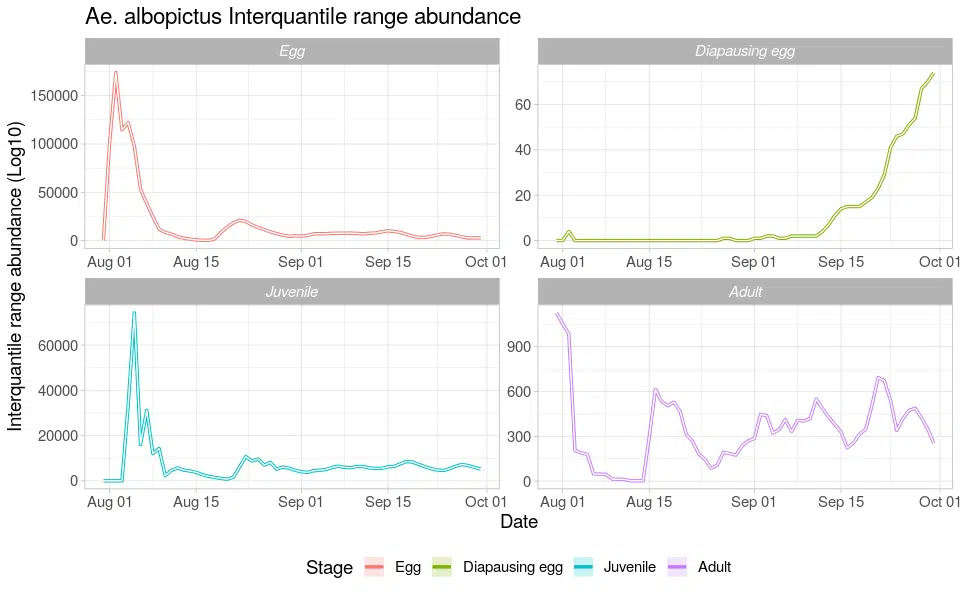 Ae. albopictus Interquantile range abundance
Interquantile range abundance (Log10)
Egg
150000
100000
50000
0
Aug 01 Aug 15 Sep 01 Sep 15 Oct 01
Diapausing egg
60
40
20
0
Aug 01 Aug 15 Sep 01 Sep 15 Oct 01
Juvenile
60000
40000
20000
0
Aug 01 Aug 15 Sep 01 Sep 15 Oct 01
Adult
900
600
300
0
Aug 01 Aug 15 Sep 01 Sep 15 Oct 01
Date
Stage Egg Diapausing egg Juvenile Adult